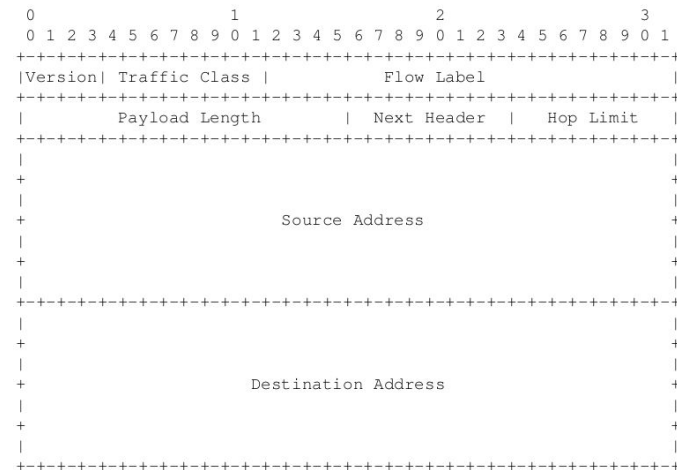 0                   1                   2                   3
0 1 2 3 4 5 6 7 8 9 0 1 2 3 4 5 6 7 8 9 0 1 2 3 4 5 6 7 8 9 0 1
+-+-+-+-+-+-+-+-+-+-+-+-+-+-+-+-+-+-+-+-+-+-+-+-+-+-+-+-+-+-+-+-+
|Version| Traffic Class |           Flow Label                  |
+-+-+-+-+-+-+-+-+-+-+-+-+-+-+-+-+-+-+-+-+-+-+-+-+-+-+-+-+-+-+-+-+
|         Payload Length        |  Next Header  |   Hop Limit   |
+-+-+-+-+-+-+-+-+-+-+-+-+-+-+-+-+-+-+-+-+-+-+-+-+-+-+-+-+-+-+-+-+
|                                                               |
+                                                               +
|                                                               |
+                         Source Address                        +
|                                                               |
+                                                               +
|                                                               |
+-+-+-+-+-+-+-+-+-+-+-+-+-+-+-+-+-+-+-+-+-+-+-+-+-+-+-+-+-+-+-+-+
|                                                               |
+                                                               +
|                                                               |
+                      Destination Address                      +
|                                                               |
+                                                               +
|                                                               |
+-+-+-+-+-+-+-+-+-+-+-+-+-+-+-+-+-+-+-+-+-+-+-+-+-+-+-+-+-+-+-+-+